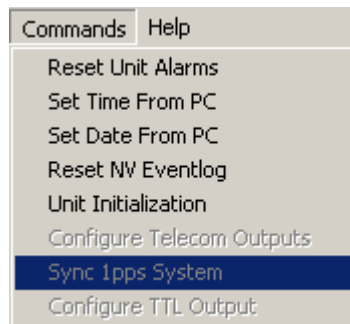 Commands Help
Reset Unit Alarms
Set Time From PC
Set Date From PC
Reset NV Eventlog
Unit Initialization
Configure Telecom Outputs
Sync 1pps System
Configure TTL Output